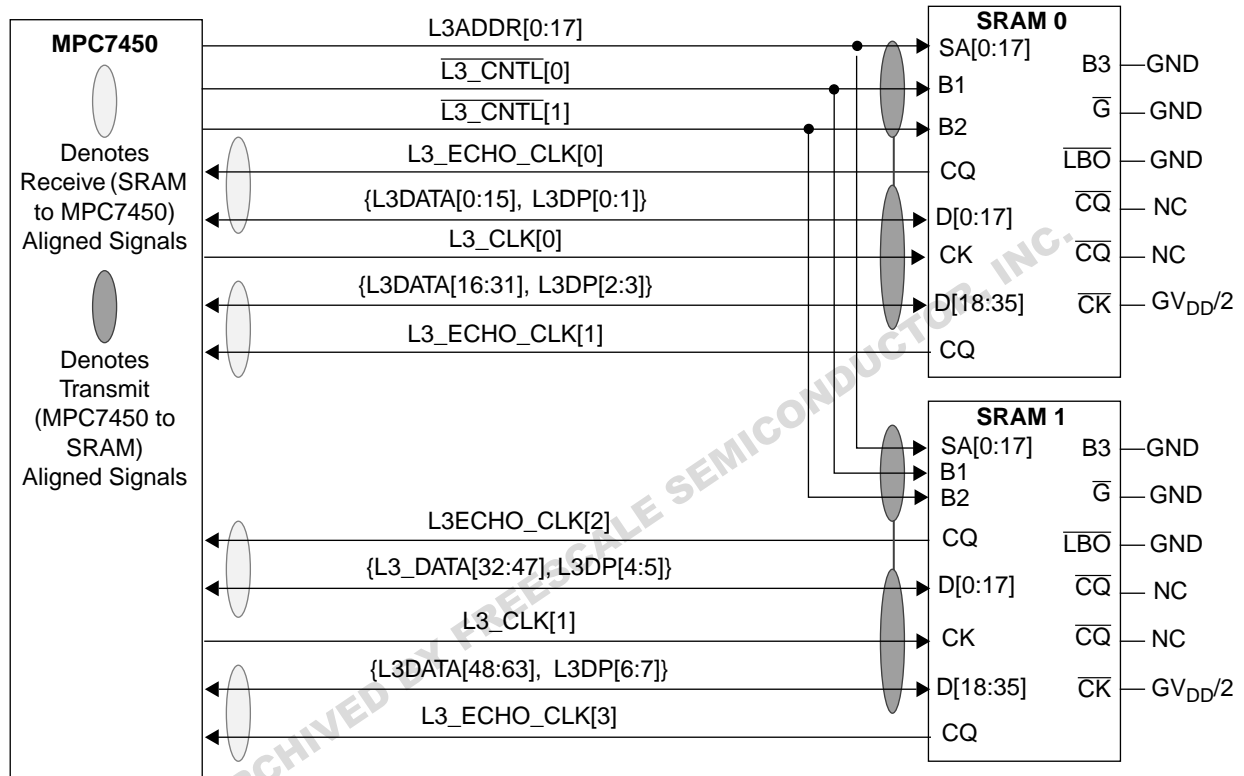 MPC7450
Denotes
Receive (SRAM
to MPC7450)
Aligned Signals
Denotes
Transmit
(MPC7450 to
SRAM)
Aligned Signals
L3ADDR[0:17]
L3_CNTL[0]
L3_CNTL[1]
L3_ECHO_CLK[0]
{L3DATA[0:15], L3DP[0:1]}
L3_CLK[0]
{L3DATA[16:31], L3DP[2:3]}
L3_ECHO_CLK[1]
SRAM 0
SA[0:17]
B1
B2
CQ
D[0:17]
CK
D[18:35]
CQ
B3 GND
G GND
LBO GND
CQ NC
CQ NC
CK GVDD/2
L3ECHO_CLK[2]
{L3_DATA[32:47], L3DP[4:5]}
L3_CLK[1]
{L3DATA[48:63], L3DP[6:7]}
L3_ECHO_CLK[3]
SRAM 1
SA[0:17]
B1
B2
CQ
D[0:17]
CK
D[18:35]
CQ
B3 GND
G GND
LBO GND
CQ NC
CQ NC
CK GVDD/2
CHIVED BY FREESCALE SEMICONDUCTOR, INC.